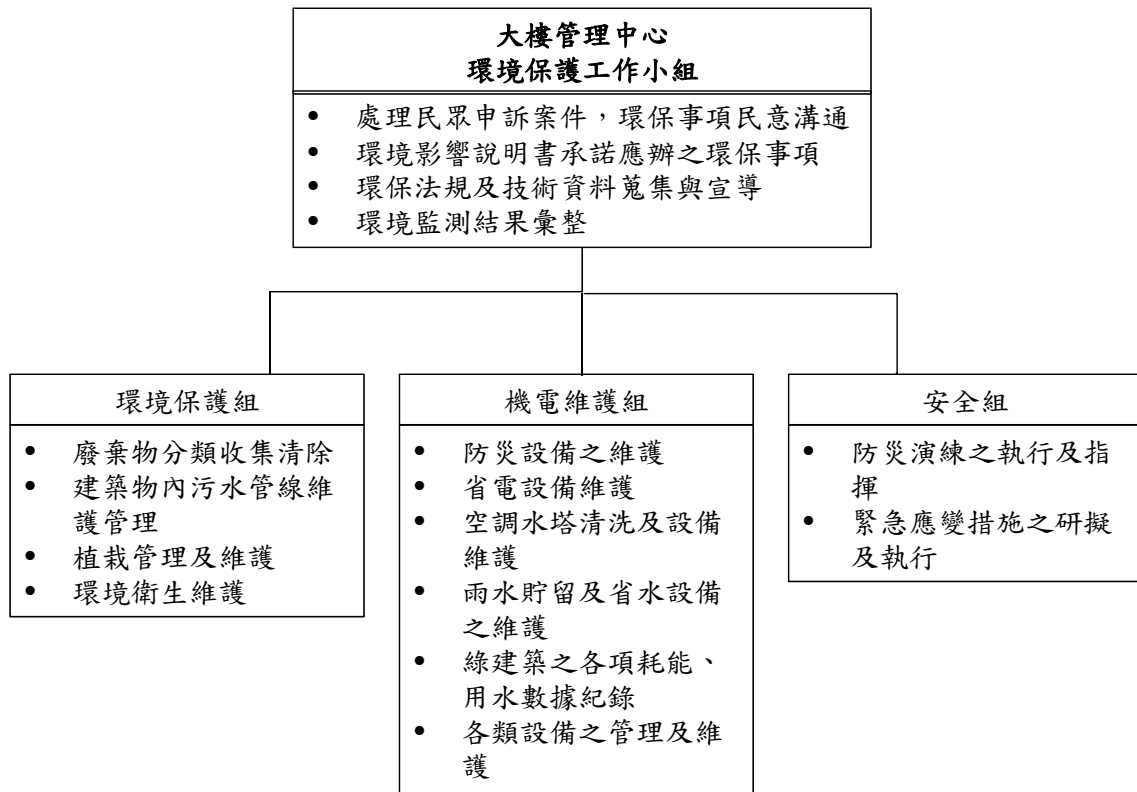 大樓管理中心
環境保護工作小組
• 處理民眾申訴案件，環保事項民意溝通
• 環境影響說明書承諾應辦之環保事項
• 環保法規及技術資料蒐集與宣導
• 環境監測結果彙整
環境保護組
• 廢棄物分類收集清除
• 建築物內污水管線維
護管理
• 植栽管理及維護
• 環境衛生維護
機電維護組
• 防災設備之維護
• 省電設備維護
• 空調水塔清洗及設備
維護
• 雨水貯留及省水設備
之維護
• 綠建築之各項耗能、
用水數據紀錄
• 各類設備之管理及維
護
安全組
• 防災演練之執行及指
揮
• 緊急應變措施之研擬
及執行